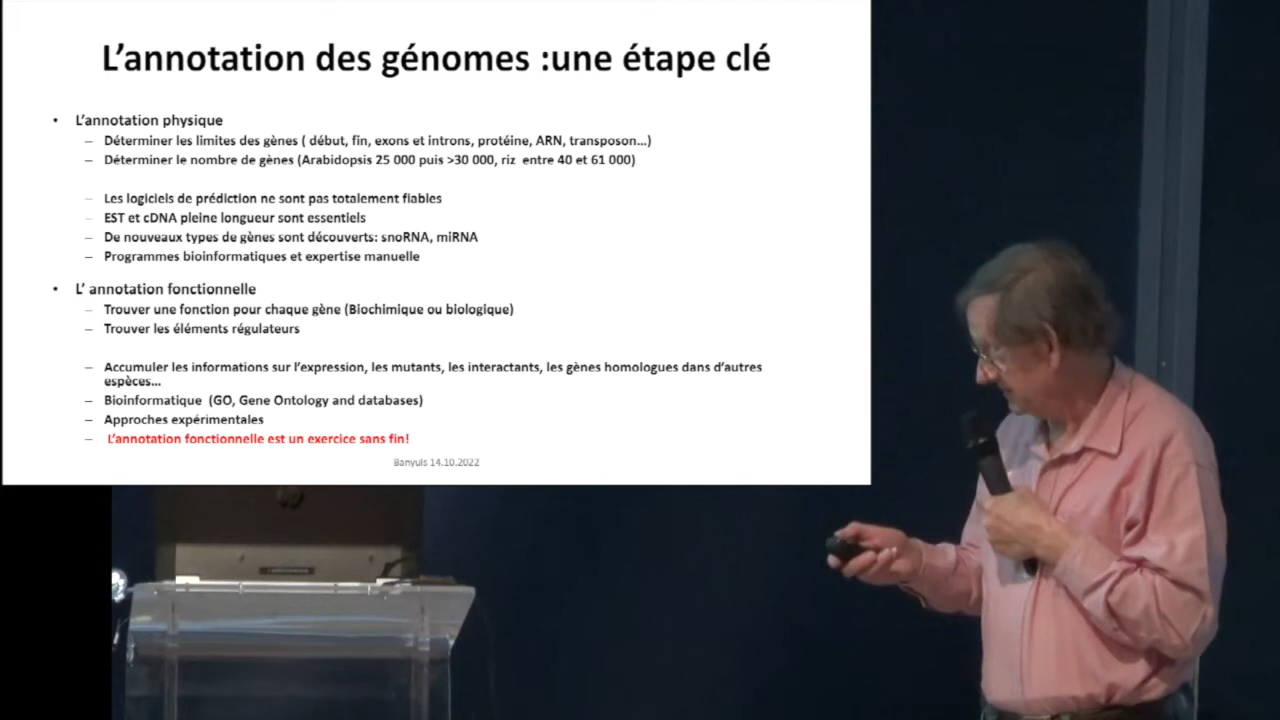 L'annotation des génomes :une étape clé
• L'annotation physique
– Déterminer les limites des gènes ( début, fin, exons et introns, protéine, ARN, transposon...)
– Déterminer le nombre de gènes (Arabidopsis 25 000 puis >30 000, riz entre 40 et 61 000)
– Les logiciels de prédiction ne sont pas totalement fiables
– EST et cDNA pleine longueur sont essentiels
– De nouveaux types de gènes sont découverts: snoRNA, miRNA
– Programmes bioinformatiques et expertise manuelle
• L' annotation fonctionnelle
– Trouver une fonction pour chaque gène (Biochimique ou biologique)
– Trouver les éléments régulateurs
– Accumuler les informations sur l'expression, les mutants, les interactants, les gènes homologues dans d'autres
espèces...
– Bioinformatique (GO, Gene Ontology and databases)
– Approches expérimentales
– L'annotation fonctionnelle est un exercice sans fin!
Banyuls 14.10.2022